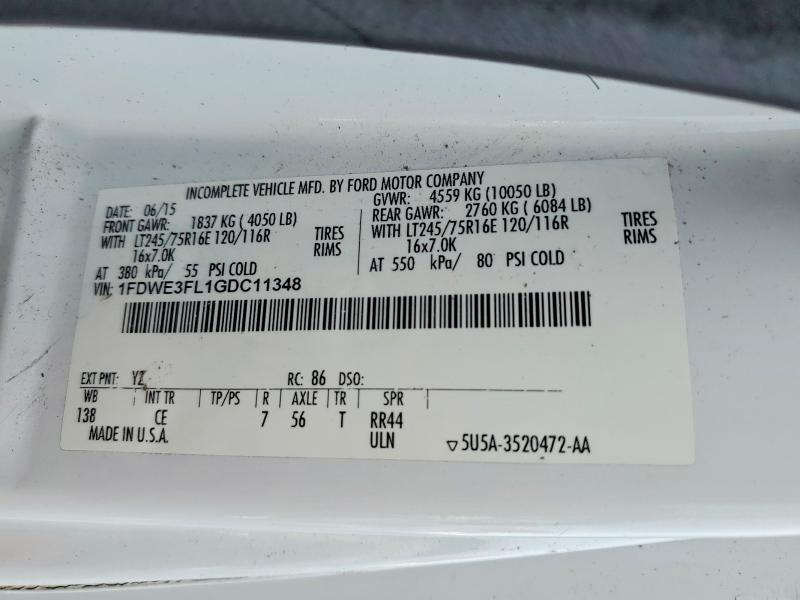 INCOMPLETE VEHICLE MFD. BY FORD MOTOR COMPANY
DATE: 06/15 GVWR: 4559 KG (10050 LB)
FRONT GAWR: 1837 KG (4050 LB) REAR GAWR: 2760 KG (6084 LB)
WITH LT245/75R16E 120/116R TIRES WITH LT245/75R16E 120/116R TIRES
16x7.0K RIMS 16x7.0K RIMS
AT 380 kPa/ 55 PSI COLD AT 550 kPa/ 80 PSI COLD
VIN: 1FDWE3FL1GDC11348
EXT PNT: YZ RC: 86 DSO:
WB INT TR TP/PS R AXLE TR SPR
138 CE 7 56 T RR44
MADE IN U.S.A. ULN ▽5U5A-3520472-AA